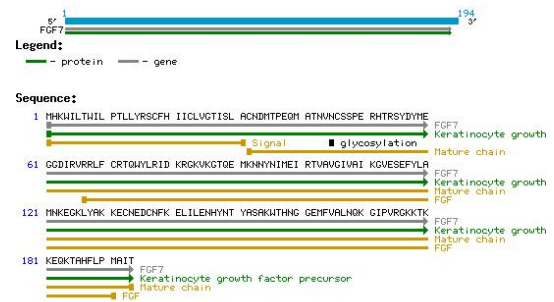 1 194
5' 3'
FGF7
Legend:
- protein - gene
Sequence:
1 MHKWILTWIL PTLLYRSCFH IICLVGTISL ACNDMTPEQM ATNVNCSSPE RHTRSYDYME
FGF7
Keratinocyte growth
Signal glycosylation
Mature chain
61 GGDIRVRRLF CRTQWYLRID KRGKVKGTQE MKNNYNIMEI RTVAVGIVAI KGVESEFYLA
FGF7
Keratinocyte growth
Mature chain
FGF
121 MNKEGKLYAK KECNEDCNFK ELILENHYNT YASAKWTHNG GEMFVALNQK GIPVRGKKTK
FGF7
Keratinocyte growth
Mature chain
FGF
181 KEQKTAHFLP MAIT
FGF7
Keratinocyte growth factor precursor
Mature chain
FGF